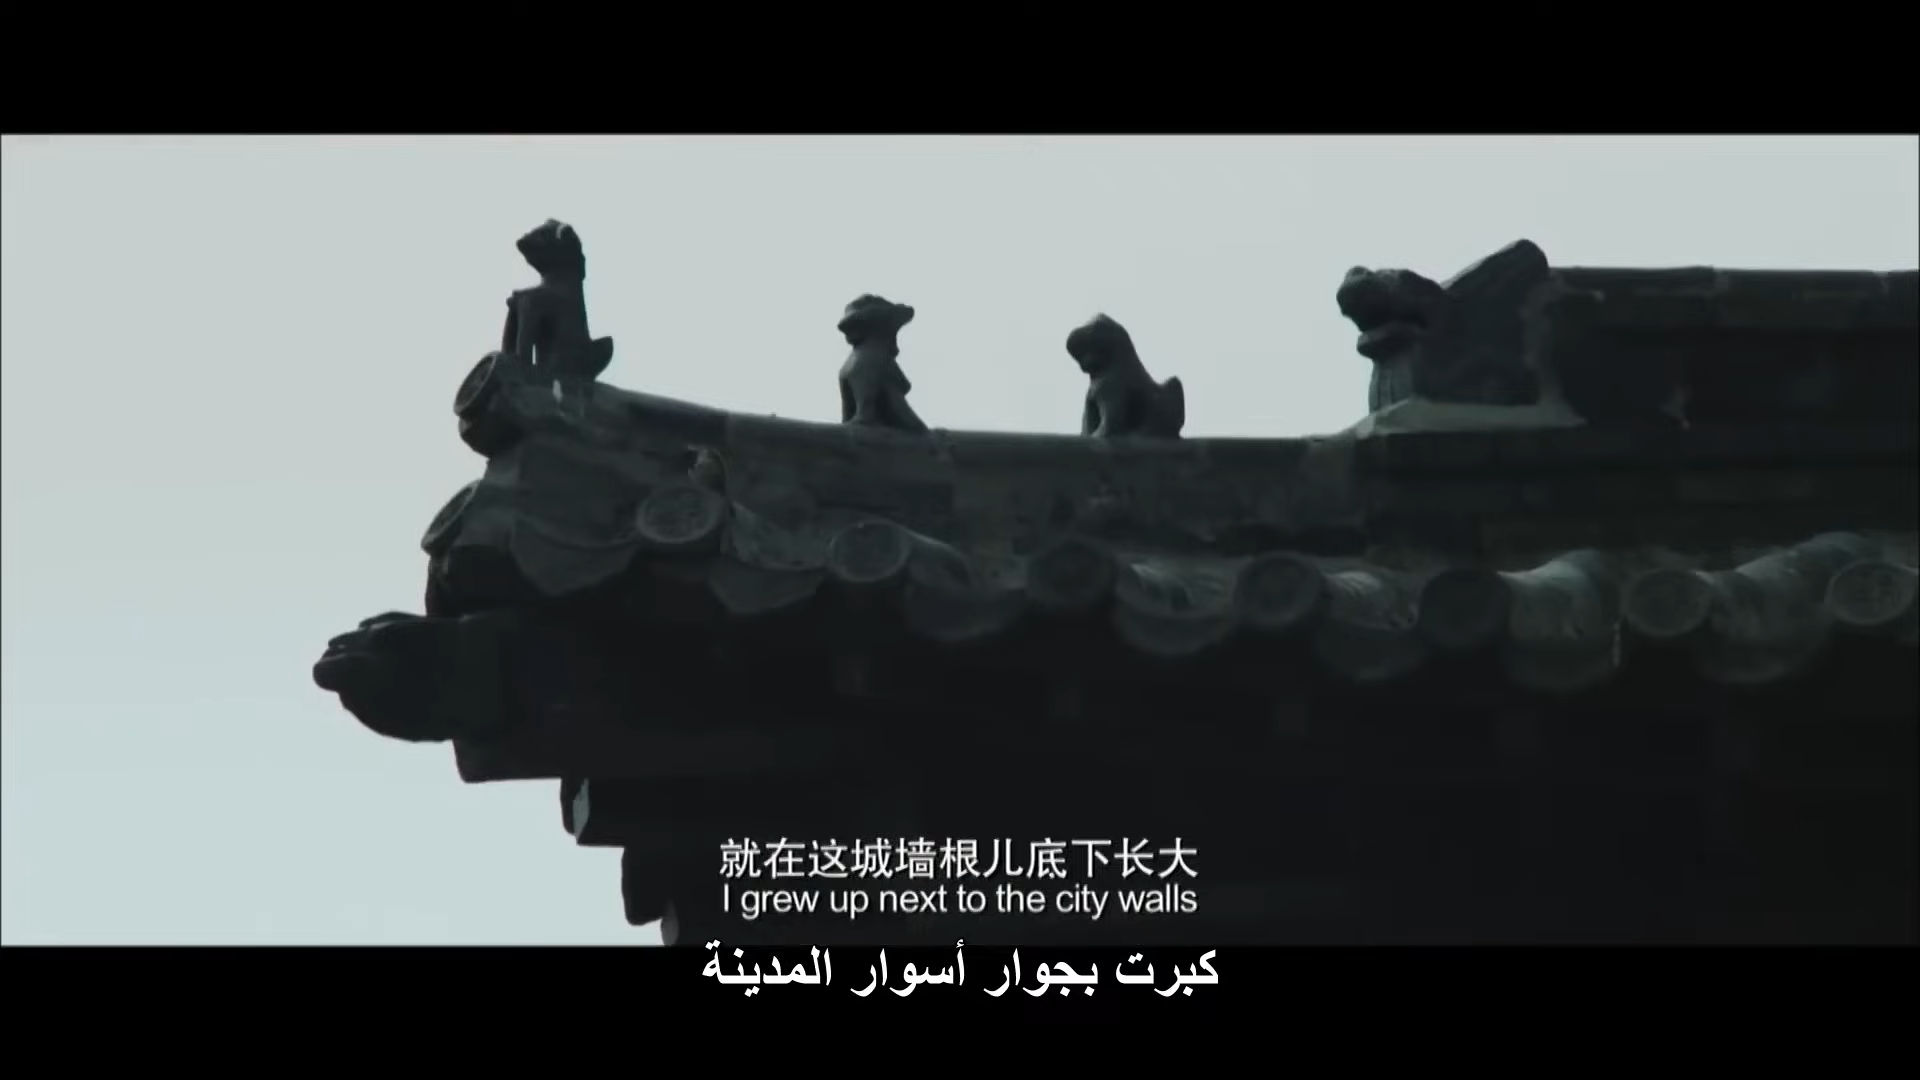 就在这城墙根儿底下长大
I grew up next to the city walls
كبرت بجوار أسوار المدينة